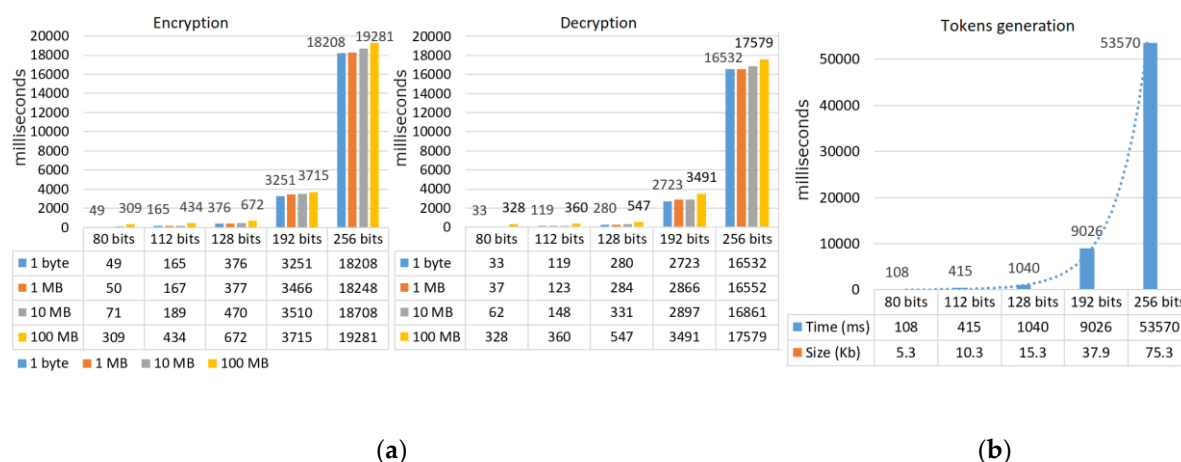 Encryption
milliseconds
20000
18000
16000
14000
12000
10000
8000
6000
4000
2000
0
49 309 165 434 376 672 3251 3715 18208 19281
80 bits 112 bits 128 bits 192 bits 256 bits
1 byte 49 165 376 3251 18208
1 MB 50 167 377 3466 18248
10 MB 71 189 470 3510 18708
100 MB 309 434 672 3715 19281
1 byte 1 MB 10 MB 100 MB
Decryption
milliseconds
20000
18000
16000
14000
12000
10000
8000
6000
4000
2000
0
33 328 119 360 280 547 2723 3491 16532 17579
80 bits 112 bits 128 bits 192 bits 256 bits
1 byte 33 119 280 2723 16532
1 MB 37 123 284 2866 16552
10 MB 62 148 331 2897 16861
100 MB 328 360 547 3491 17579
(a)
Tokens generation
milliseconds
50000
40000
30000
20000
10000
0
108 415 1040 9026 53570
80 bits 112 bits 128 bits 192 bits 256 bits
Time (ms) 108 415 1040 9026 53570
Size (Kb) 5.3 10.3 15.3 37.9 75.3
(b)